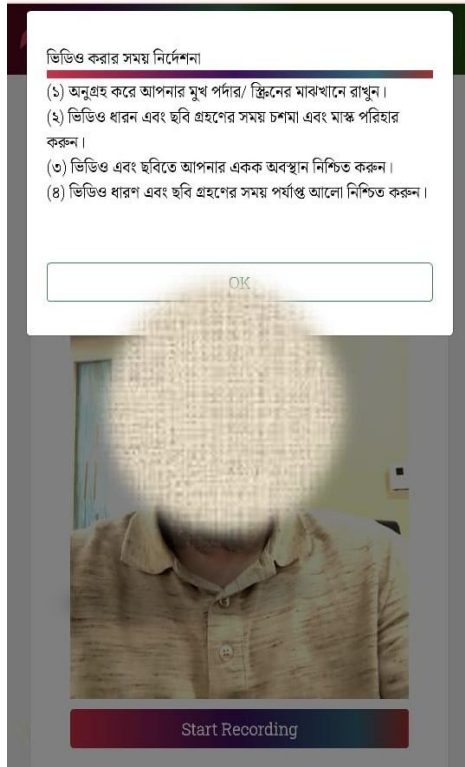 ভিডিও করার সময় নির্দেশনা
(১) অনুগ্রহ করে আপনার মুখ পর্দার/ স্ক্রিনের মাঝখানে রাখুন।
(২) ভিডিও ধারন এবং ছবি গ্রহণের সময় চশমা এবং মাস্ক পরিহার
করুন।
(৩) ভিডিও এবং ছবিতে আপনার একক অবস্থান নিশ্চিত করুন।
(৪) ভিডিও ধারণ এবং ছবি গ্রহণের সময় পর্যাপ্ত আলো নিশ্চিত করুন।
OK
Start Recording